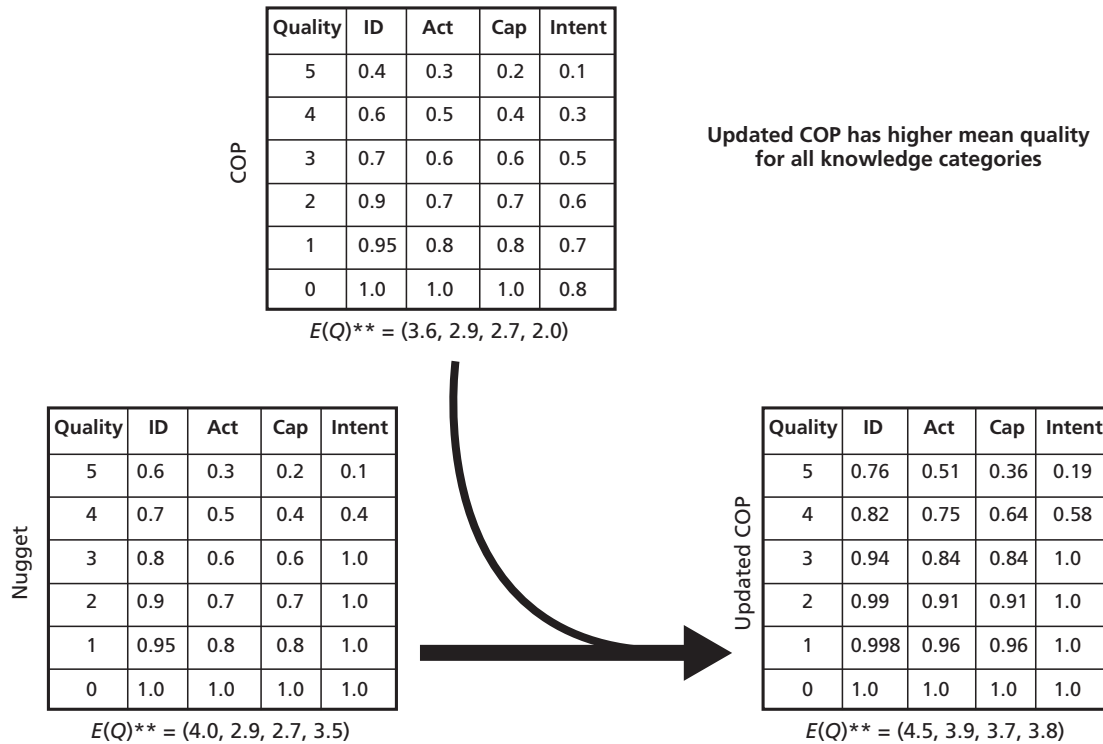 Quality ID Act Cap Intent
5 0.4 0.3 0.2 0.1
4 0.6 0.5 0.4 0.3
3 0.7 0.6 0.6 0.5
2 0.9 0.7 0.7 0.6
1 0.95 0.8 0.8 0.7
0 1.0 1.0 1.0 0.8
COP
E(Q)** = (3.6, 2.9, 2.7, 2.0)
Updated COP has higher mean quality
for all knowledge categories
Quality ID Act Cap Intent
5 0.6 0.3 0.2 0.1
4 0.7 0.5 0.4 0.4
3 0.8 0.6 0.6 1.0
2 0.9 0.7 0.7 1.0
1 0.95 0.8 0.8 1.0
0 1.0 1.0 1.0 1.0
Nugget
E(Q)** = (4.0, 2.9, 2.7, 3.5)
Quality ID Act Cap Intent
5 0.76 0.51 0.36 0.19
4 0.82 0.75 0.64 0.58
3 0.94 0.84 0.84 1.0
2 0.99 0.91 0.91 1.0
1 0.998 0.96 0.96 1.0
0 1.0 1.0 1.0 1.0
Updated COP
E(Q)** = (4.5, 3.9, 3.7, 3.8)